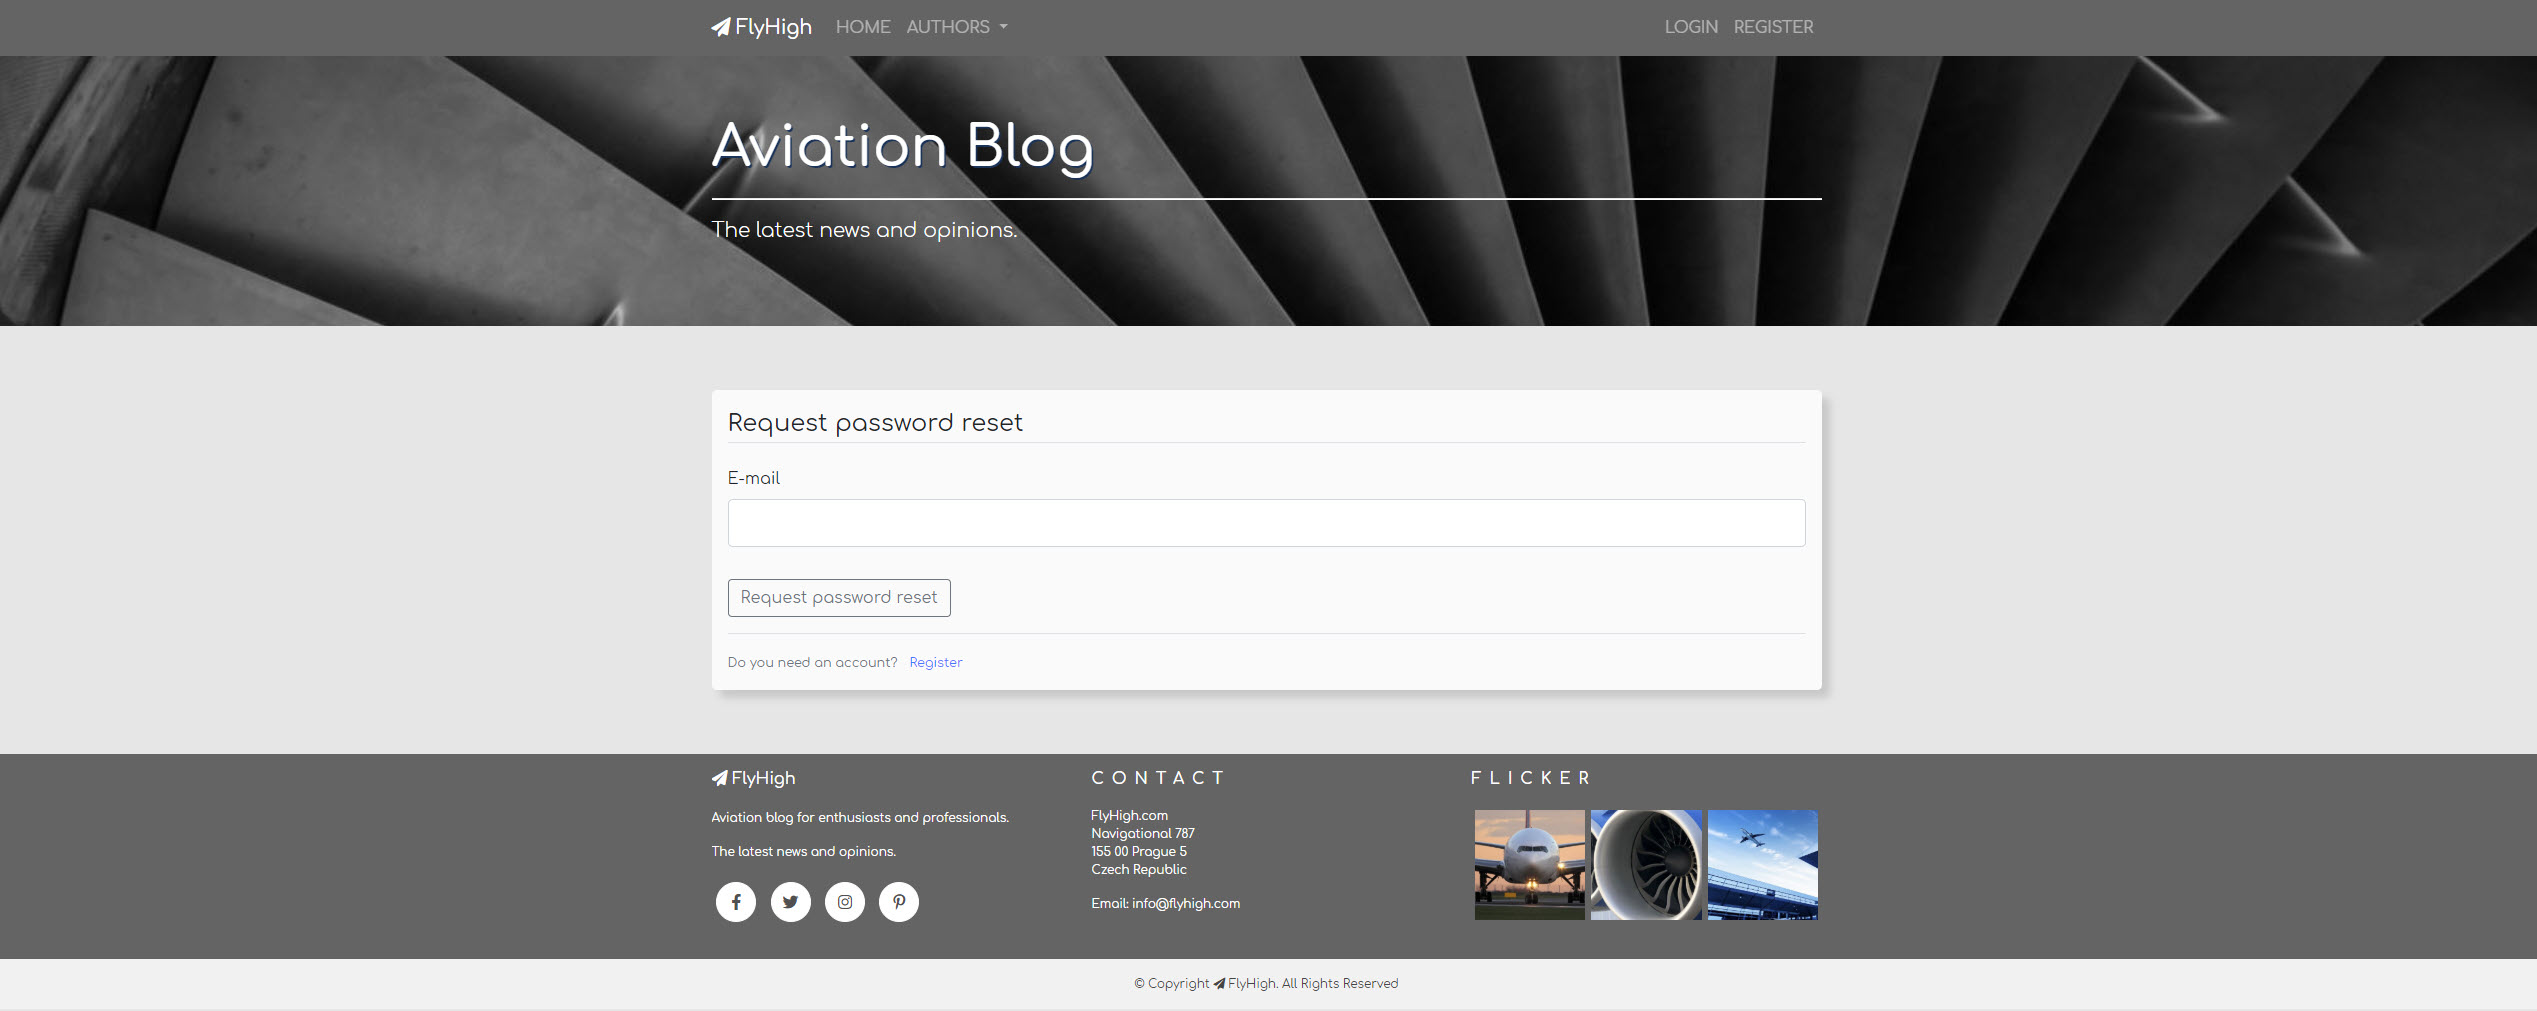 FlyHigh HOME AUTHORS LOGIN REGISTER
Aviation Blog
The latest news and opinions.
Request password reset
E-mail
Request password reset
Do you need an account? Register
FlyHigh
Aviation blog for enthusiasts and professionals.
The latest news and opinions.
CONTACT
FlyHigh.com
Navigational 787
155 00 Prague 5
Czech Republic
Email: info@flyhigh.com
FLICKER
© Copyright FlyHigh. All Rights Reserved